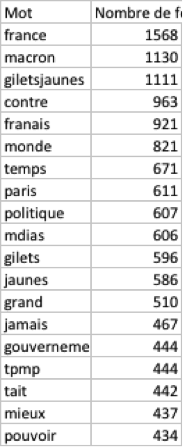 Mot Nombre de fo
france 1568
macron 1130
giletsjaunes 1111
contre 963
franais 921
monde 821
temps 671
paris 611
politique 607
mdias 606
gilets 596
jaunes 586
grand 510
jamais 467
gouverneme 444
tpmp 444
tait 442
mieux 437
pouvoir 434